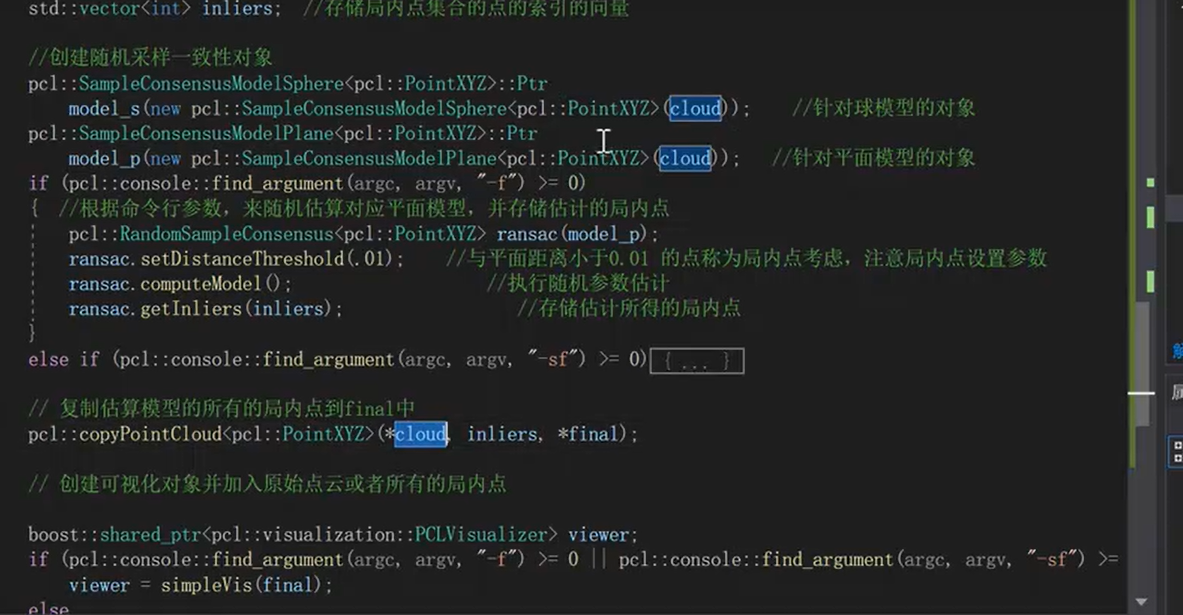 std::vector<int> inliers;  //存储局内点集合的点的索引的向量
//创建随机采样一致性对象
pcl::SampleConsensusModelSphere<pcl::PointXYZ>::Ptr
model_s(new pcl::SampleConsensusModelSphere<pcl::PointXYZ>(cloud));    //针对球模型的对象
pcl::SampleConsensusModelPlane<pcl::PointXYZ>::Ptr
model_p(new pcl::SampleConsensusModelPlane<pcl::PointXYZ>(cloud));   //针对平面模型的对象
if (pcl::console::find_argument(argc, argv, "-f") >= 0)
{  //根据命令行参数，来随机估算对应平面模型，并存储估计的局内点
pcl::RandomSampleConsensus<pcl::PointXYZ> ransac(model_p);
ransac.setDistanceThreshold(.01);    //与平面距离小于0.01 的点称为局内点考虑，注意局内点设置参数
ransac.computeModel();                   //执行随机参数估计
ransac.getInliers(inliers);                 //存储估计所得的局内点
}
else if (pcl::console::find_argument(argc, argv, "-sf") >= 0){ ... }
// 复制估算模型的所有的局内点到final中
pcl::copyPointCloud<pcl::PointXYZ>(*cloud, inliers, *final);
// 创建可视化对象并加入原始点云或者所有的局内点
boost::shared_ptr<pcl::visualization::PCLVisualizer> viewer;
if (pcl::console::find_argument(argc, argv, "-f") >= 0 || pcl::console::find_argument(argc, argv, "-sf") >=
viewer = simpleVis(final);
else